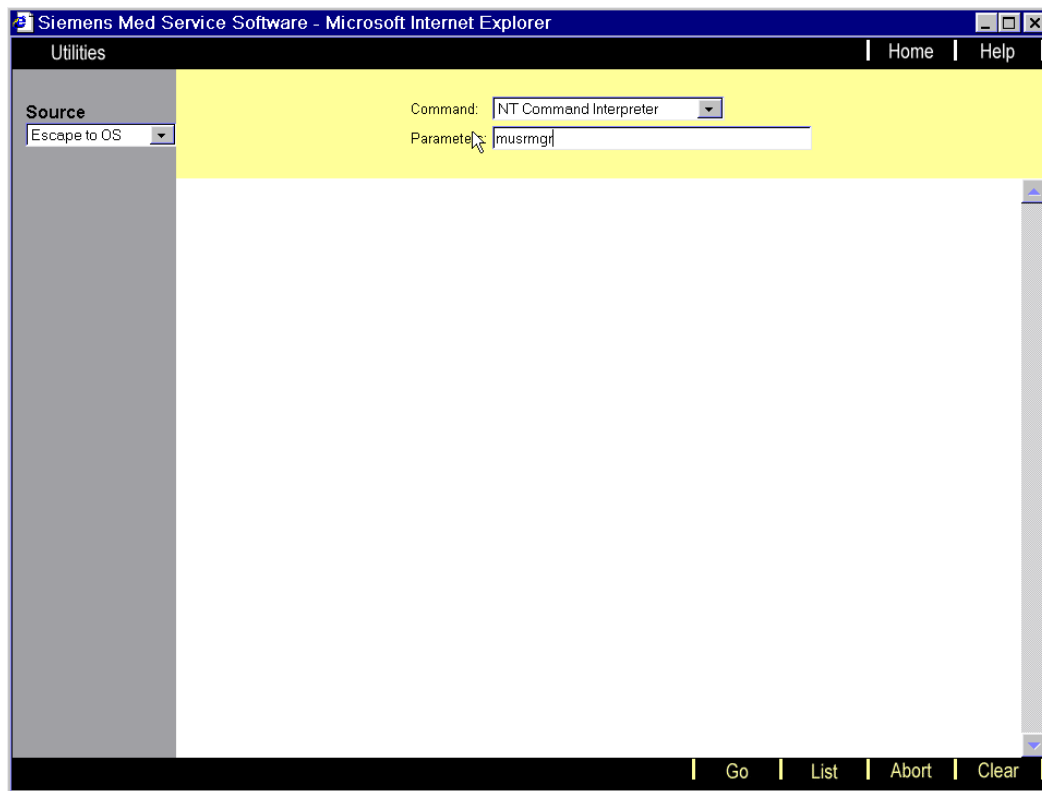 Siemens Med Service Software - Microsoft Internet Explorer
Utilities Home Help
Source
Escape to OS
Command: NT Command Interpreter
Parameters: musrmgr
Go List Abort Clear